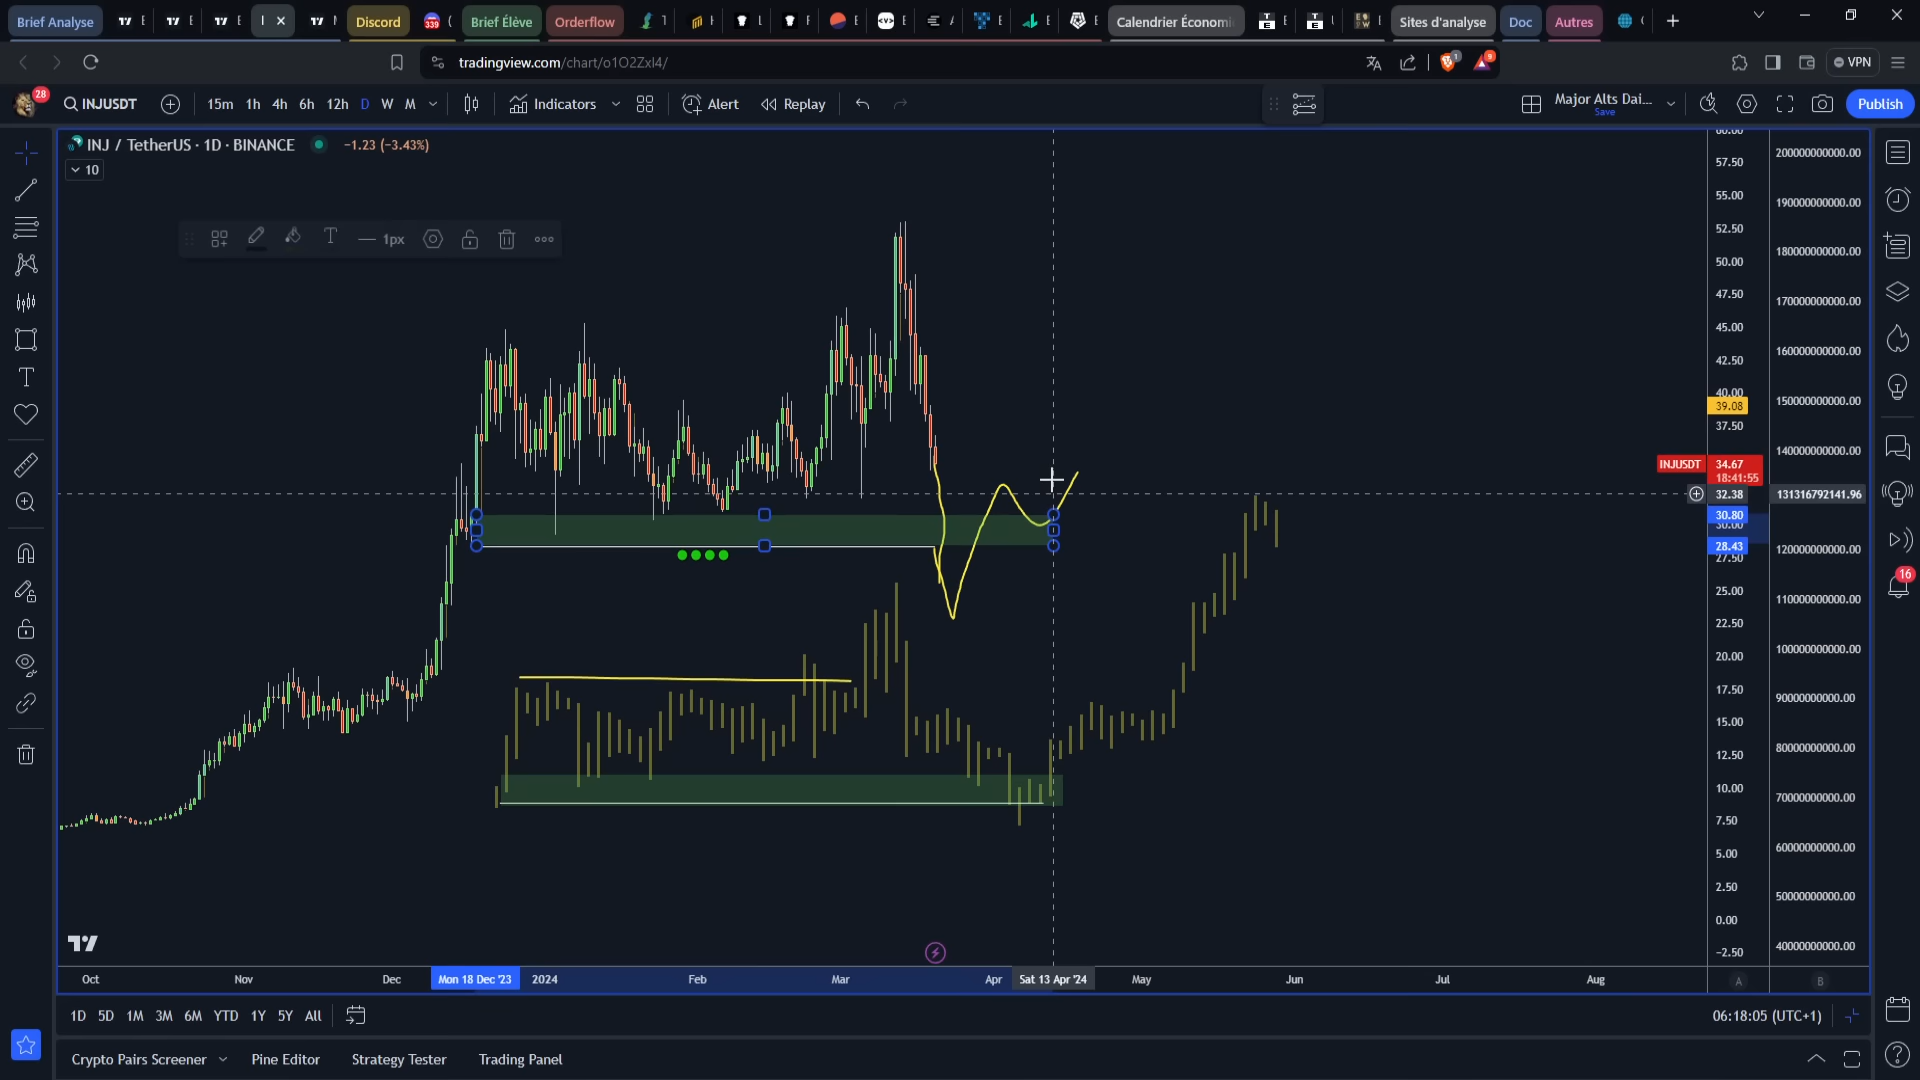 Brief Analyse
Discord
Brief Élève
Orderflow
Calendrier Économi
Sites d'analyse
Doc
Autres
tradingview.com/chart/o1O2Zxl4/
VPN
28
INJUSDT
15m 1h 4h 6h 12h D W M
Indicators
Alert
Replay
Major Alts Dai...
Save
Publish
INJ / TetherUS · 1D · BINANCE
−1.23 (−3.43%)
10
1px
60.00
57.50
55.00
52.50
50.00
47.50
45.00
42.50
40.00
39.08
37.50
INJUSDT 34.67
18:41:55
32.38
30.80
30.00
28.43
27.50
25.00
22.50
20.00
17.50
15.00
12.50
10.00
7.50
5.00
2.50
0.00
−2.50
200000000000.00
190000000000.00
180000000000.00
170000000000.00
160000000000.00
150000000000.00
140000000000.00
131316792141.96
120000000000.00
110000000000.00
100000000000.00
90000000000.00
80000000000.00
70000000000.00
60000000000.00
50000000000.00
40000000000.00
16
Oct Nov Dec Mon 18 Dec '23 2024 Feb Mar Apr Sat 13 Apr '24 May Jun Jul Aug
A B
1D 5D 1M 3M 6M YTD 1Y 5Y All
06:18:05 (UTC+1)
Crypto Pairs Screener Pine Editor Strategy Tester Trading Panel